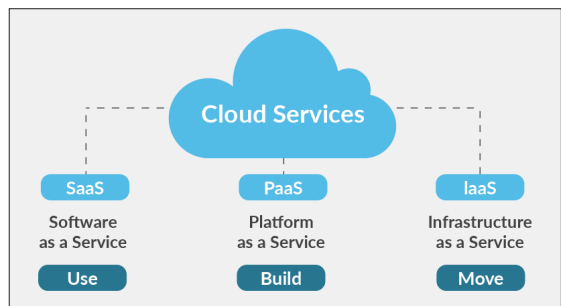 Cloud Services
SaaS
PaaS
IaaS
Software
as a Service
Platform
as a Service
Infrastructure
as a Service
Use
Build
Move